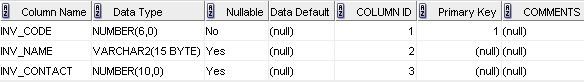 Column Name Data Type Nullable Data Default COLUMN ID Primary Key COMMENTS
INV_CODE NUMBER(6,0) No (null) 1 1 (null)
INV_NAME VARCHAR2(15 BYTE) Yes (null) 2 (null) (null)
INV_CONTACT NUMBER(10,0) Yes (null) 3 (null) (null)